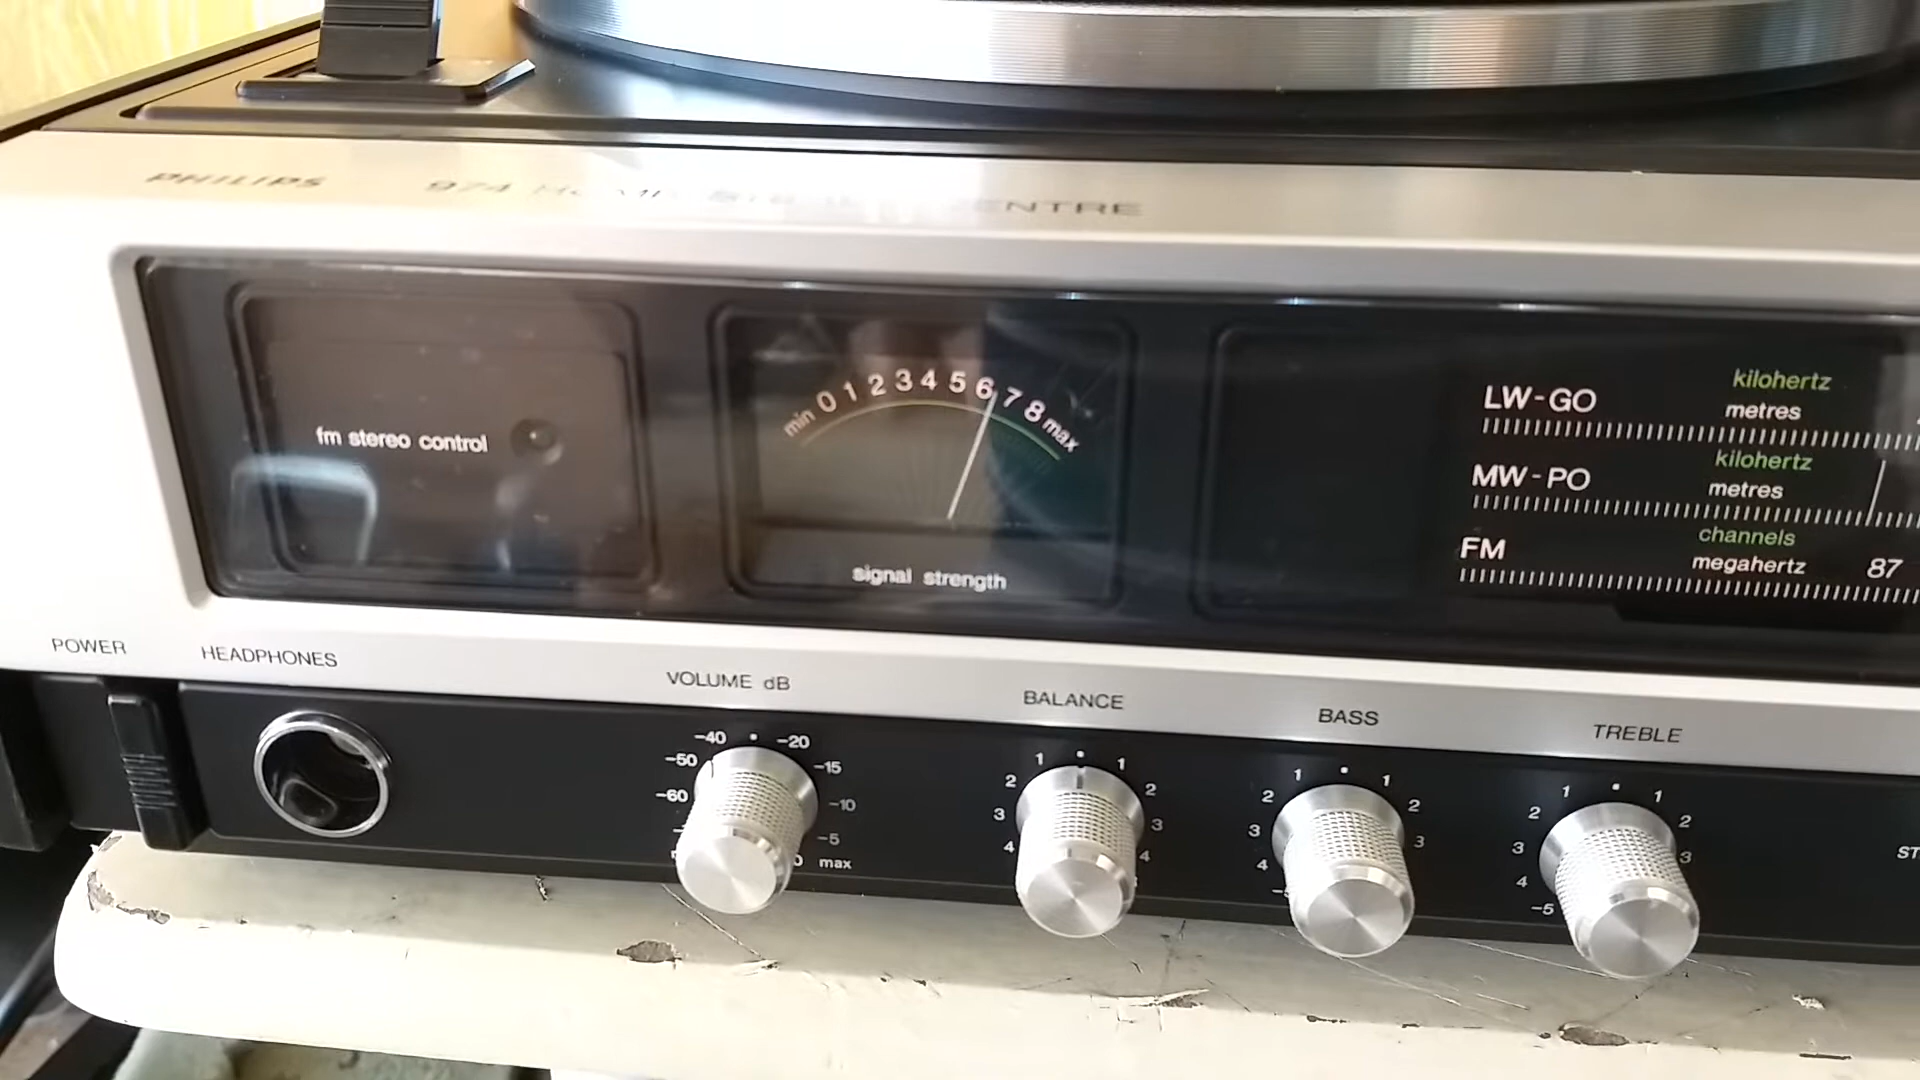 PHILIPS 974 CENTRE
fm stereo control
min 0 1 2 3 4 5 6 7 8 max
signal strength
LW-GO kilohertz
metres
MW-PO kilohertz
metres
channels
FM megahertz 87
POWER HEADPHONES VOLUME dB BALANCE BASS TREBLE
-40 -20
-50 -15
-60 -10
-5
0 max
1 1
2 2
3 3
4 4
1 1
2 2
3 3
4
1 1
2 2
3 3
4
-5